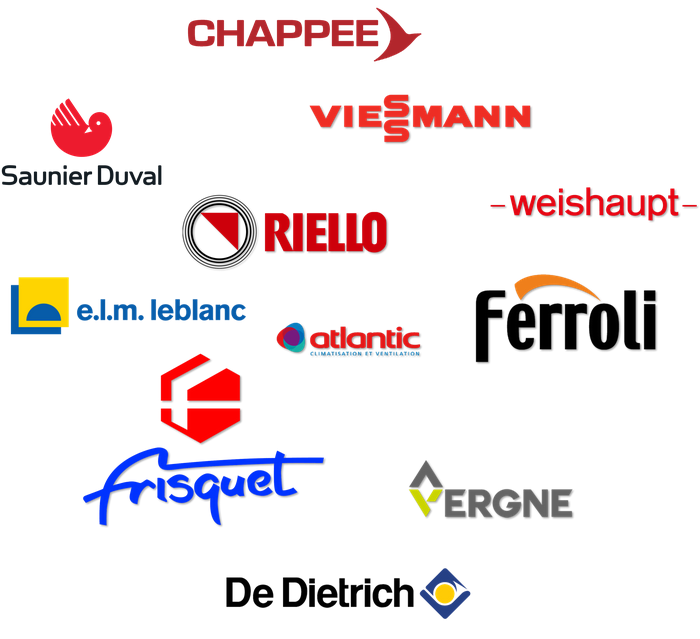 CHAPPEE
VIESSMANN
Saunier Duval
-weishaupt-
RIELLO
e.l.m. leblanc
Ferroli
atlantic
CLIMATISATION ET VENTILATION
frisquet
VERGNE
De Dietrich